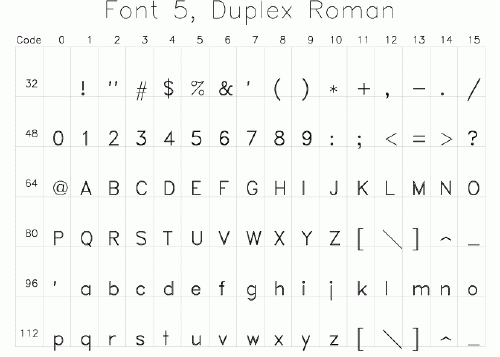 Font 5, Duplex Roman
Code 0 1 2 3 4 5 6 7 8 9 10 11 12 13 14 15
32 ! " # $ % & ' ( ) * + , - . /
48 0 1 2 3 4 5 6 7 8 9 : ; < = > ?
64 @ A B C D E F G H I J K L M N O
80 P Q R S T U V W X Y Z [ \ ] ^ _
96 ' a b c d e f g h i j k l m n o
112 p q r s t u v w x y z [ \ ] ^ _